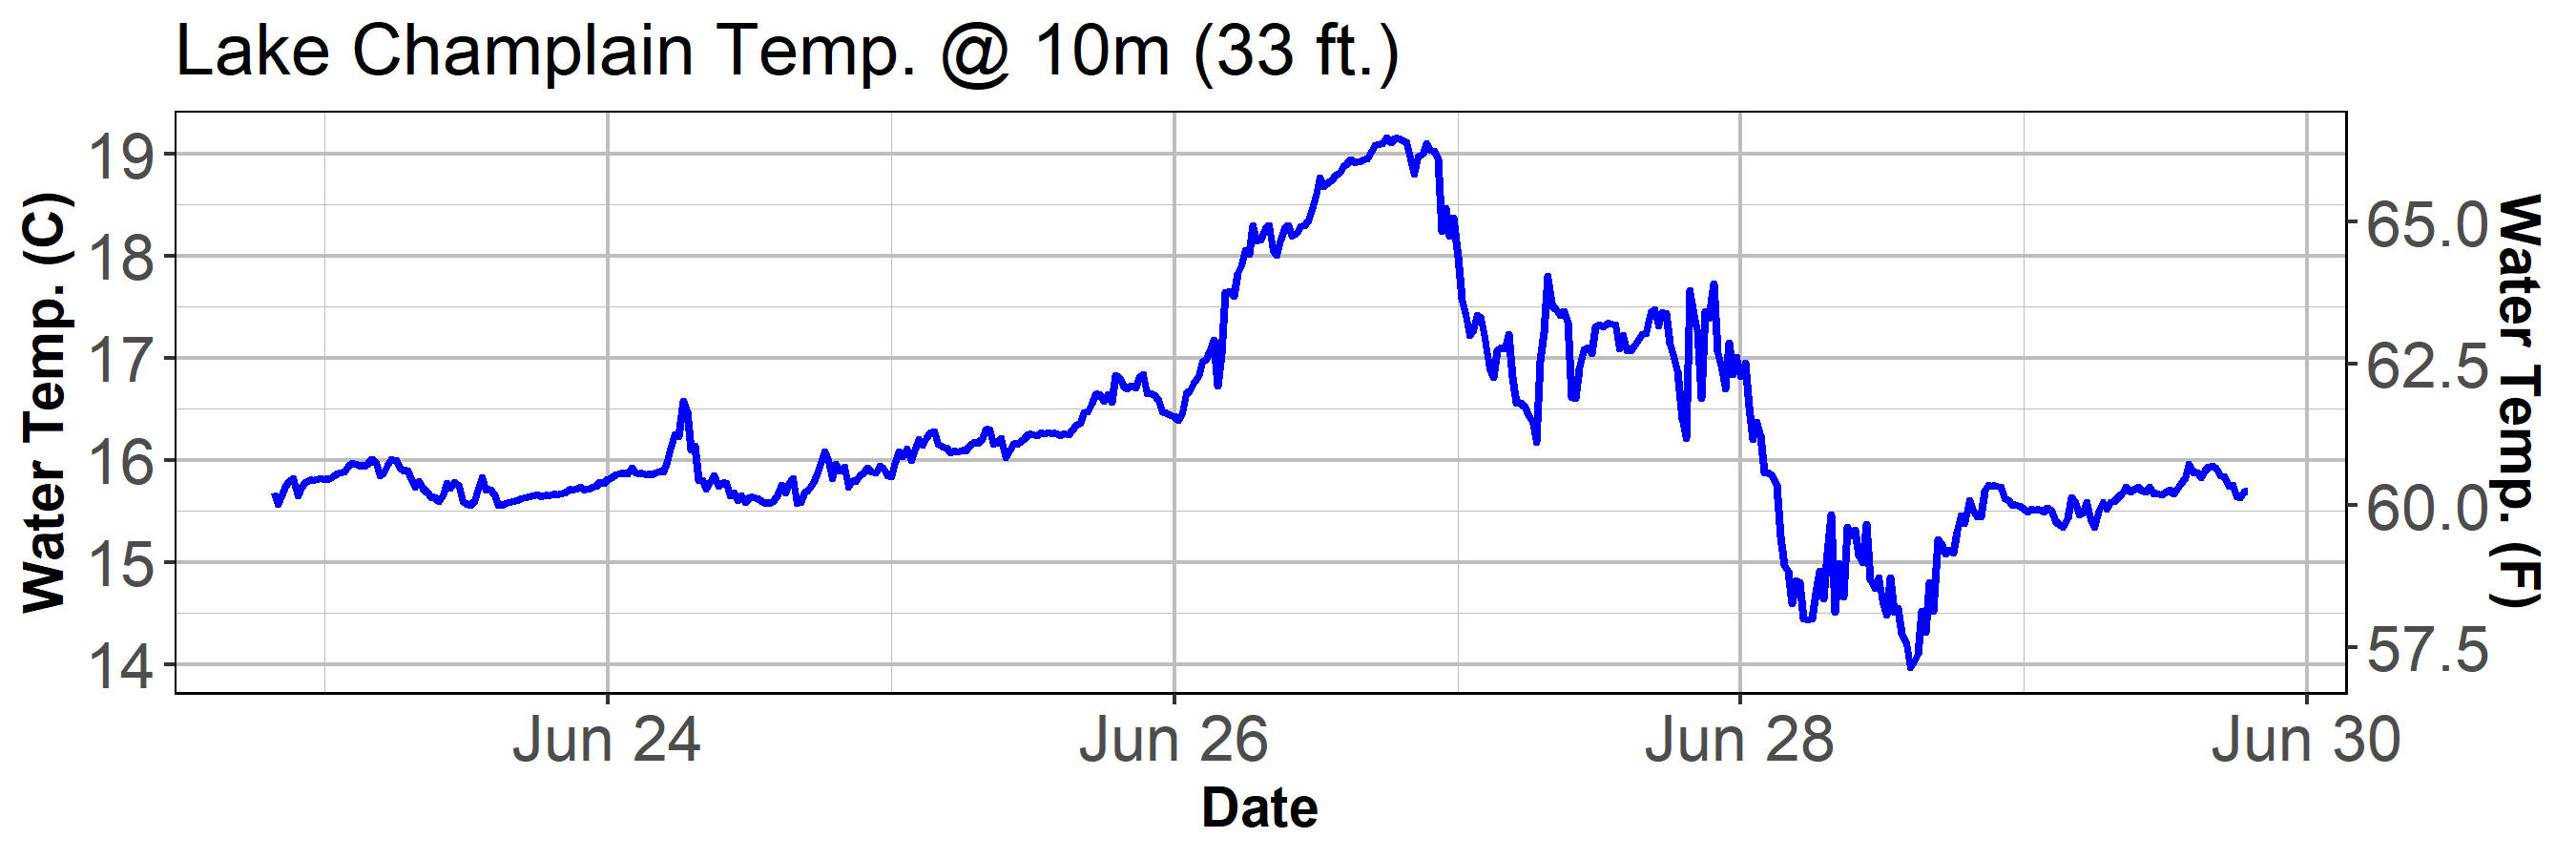 Lake Champlain Temp. @ 10m (33 ft.)
Water Temp. (C)
19
18
17
16
15
14
65.0
62.5
60.0
57.5
Water Temp. (F)
Jun 24
Jun 26
Jun 28
Jun 30
Date